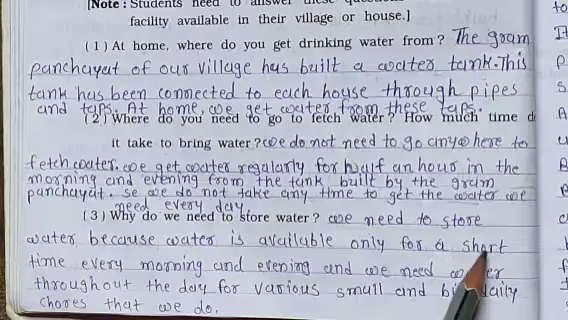 [Note : Students need to answer these
facility available in their village or house.]
(1) At home, where do you get drinking water from? The gram
panchayat of our village has built a water tank. This
tank has been connected to each house through pipes
and taps. At home, we get water from these taps.
(2) Where do you need to go to fetch water? How much time d
it take to bring water? we do not need to go anywhere to
fetch water. we get water regalarly for half an hour in the
morning and evening from the tank built by the gram
panchayat. se we do not take any time to get the water we
need every day
(3) Why do we need to store water? we need to store
water because water is available only for a short
time every morning and evening and we need
throughout the day for various small and daily
chores that we do.
to
It
p
S
A